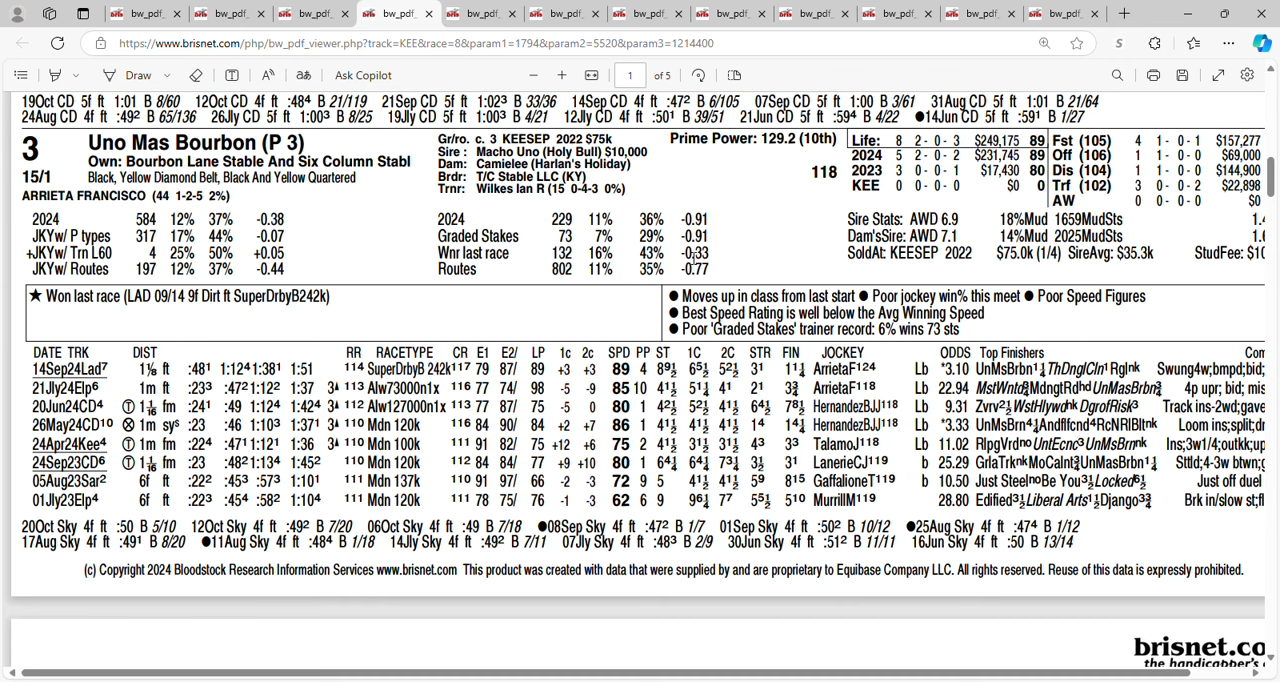 bw_pdf_ bw_pdf_ bw_pdf_ bw_pdf_ bw_pdf_ bw_pdf_ bw_pdf_ bw_pdf_ bw_pdf_ bw_pdf_ bw_pdf_ bw_pdf_
https://www.brisnet.com/php/bw_pdf_viewer.php?track=KEE&race=8&param1=1794&param2=5520&param3=1214400
Draw Ask Copilot 1 of 5
19Oct CD 5f ft 1:01 B 8/60 12Oct CD 4f ft :48⁴ B 21/119 21Sep CD 5f ft 1:02³ B 33/36 14Sep CD 4f ft :47² B 6/105 07Sep CD 5f ft 1:00 B 3/61 31Aug CD 5f ft 1:01 B 21/64
24Aug CD 4f ft :49² B 65/136 26Jly CD 5f ft 1:00³ B 8/25 19Jly CD 5f ft 1:00³ B 4/21 12Jly CD 4f ft :50¹ B 39/51 21Jun CD 5f ft :59⁴ B 4/22 ●14Jun CD 5f ft :59¹ B 1/27
3 Uno Mas Bourbon (P 3)
15/1 Own: Bourbon Lane Stable And Six Column Stabl
Black, Yellow Diamond Belt, Black And Yellow Quartered
ARRIETA FRANCISCO (44 1-2-5 2%)
Gr/ro. c. 3 KEESEP 2022 $75k
Sire : Macho Uno (Holy Bull) $10,000
Dam: Camielee (Harlan's Holiday)
Brdr: T/C Stable LLC (KY)
Trnr: Wilkes Ian R (15 0-4-3 0%)
Prime Power: 129.2 (10th)
118
Life: 8 2 - 0 - 3 $249,175 89 Fst (105) 4 1 - 0 - 1 $157,277
2024 5 2 - 0 - 2 $231,745 89 Off (106) 1 1 - 0 - 0 $69,000
2023 3 0 - 0 - 1 $17,430 80 Dis (104) 1 1 - 0 - 0 $144,900
KEE 0 0 - 0 - 0 $0 0 Trf (102) 3 0 - 0 - 2 $22,898
AW 0 0 - 0 - 0 $0
2024 584 12% 37% -0.38 2024 229 11% 36% -0.91 Sire Stats: AWD 6.9 18%Mud 1659MudSts 1.4
JKYw/ P types 317 17% 44% -0.07 Graded Stakes 73 7% 29% -0.91 Dam'sSire: AWD 7.1 14%Mud 2025MudSts
+JKYw/ Trn L60 4 25% 50% +0.05 Wnr last race 132 16% 43% -0.33 SoldAt: KEESEP 2022 $75.0k (1/4) SireAvg: $35.3k StudFee: $10
JKYw/ Routes 197 12% 37% -0.44 Routes 802 11% 35% -0.77
★ Won last race (LAD 09/14 9f Dirt ft SuperDrbyB242k)
● Moves up in class from last start ● Poor jockey win% this meet ● Poor Speed Figures
● Best Speed Rating is well below the Avg Winning Speed
● Poor 'Graded Stakes' trainer record: 6% wins 73 sts
DATE TRK DIST RR RACETYPE CR E1 E2/ LP 1c 2c SPD PP ST 1C 2C STR FIN JOCKEY ODDS Top Finishers Com
14Sep24Lad⁷ 1⅛ ft :48¹ 1:12⁴ 1:38¹ 1:51 114 SuperDrbyB 242k 117 79 87/ 89 +3 +3 89 4 8⁹½ 6⁵½ 5²½ 3¹ 1¹¼ ArrietaF¹²⁴ Lb *3.10 UnMsBrbn¹¼ThDnglCln¹Rglnᵏ Swung4w;bmpd;bid;
21Jly24Elp⁶ 1m ft :23³ :47² 1:12² 1:37 3▲ 113 Alw73000n1x 116 77 74/ 98 -5 -9 85 10 4¹½ 5¹½ 4¹ 2¹ 3¾ ArrietaF¹¹⁸ Lb 22.94 MstWntd¾MdngtRdʰᵈUnMasBrbn¾ 4p upr; bid; mis
20Jun24CD⁴ Ⓣ 1 1/16 fm :24¹ :49 1:12⁴ 1:42⁴ 3▲ 112 Alw127000n1x 113 77 87/ 75 -5 0 80 1 4²½ 5²½ 4¹½ 6⁴½ 7⁸½ HernandezBJJ¹¹⁸ Lb 9.31 Zvrv²½WstHlywdⁿᵏDgrofRisk³ Track ins-2wd;gave
26May24CD¹⁰ ⊗ 1m sy ˢ :23 :46 1:10³ 1:37¹ 3▲ 117 Mdn 120k 116 84 90/ 84 +2 +7 86 1 4¹½ 4¹½ 4¹½ 1⁴ 1⁴¼ HernandezBJJ¹¹⁸ Lb *3.33 UnMsBrn⁴¼Andflfcnd⁴RcNRlBltnᵏ Loom ins;split;dr
24Apr24Kee⁴ Ⓣ 1m fm :22⁴ :47¹ 1:12¹ 1:36 3▲ 111 Mdn 100k 111 91 82/ 75 +12 +6 75 2 4¹½ 3¹½ 3¹½ 4³ 3³ TalamoJ¹¹⁸ Lb 11.02 RlpgVrdⁿᵒUntEcnc³UnMsBrnⁿᵏ Ins;3w1/4;outkk;up
24Sep23CD⁶ Ⓣ 1 1/16 fm :23 :48² 1:13⁴ 1:45² 110 Mdn 120k 112 84 84/ 77 +9 +10 80 1 6⁴¼ 6⁴¼ 7³¼ 3½ 3¹ LanerieCJ¹¹⁹ b 25.29 GrlaTrkⁿᵏMoCalnt¾UnMasBrbn¹¼ Sttld;4-3w btwn;g
05Aug23Sar² 6f ft :22² :45³ :57³ 1:10¹ 111 Mdn 137k 110 91 97/ 66 -2 -3 72 9 5 4¹½ 4¹½ 5⁹ 8¹⁵ GaffalioneT¹¹⁹ b 10.50 Just SteelⁿᵒBe You³½Locked⁶½ Just off duel
01Jly23Elp⁴ 6f ft :22³ :45⁴ :58² 1:10⁴ 111 Mdn 120k 111 78 75/ 76 -1 -3 62 6 9 9⁶¼ 7⁷ 5⁵½ 5¹⁰ MurrillM¹¹⁹ 28.80 Edified³½Liberal Arts¹½Django³¾ Brk in/slow st;fl
20Oct Sky 4f ft :50 B 5/10 12Oct Sky 4f ft :49² B 7/20 06Oct Sky 4f ft :49 B 7/18 ●08Sep Sky 4f ft :47² B 1/7 01Sep Sky 4f ft :50² B 10/12 ●25Aug Sky 4f ft :47⁴ B 1/12
17Aug Sky 4f ft :49¹ B 8/20 ●11Aug Sky 4f ft :48⁴ B 1/18 14Jly Sky 4f ft :49² B 7/11 07Jly Sky 4f ft :48³ B 2/9 30Jun Sky 4f ft :51² B 11/11 16Jun Sky 4f ft :50 B 13/14
(c) Copyright 2024 Bloodstock Research Information Services www.brisnet.com This product was created with data that were supplied by and are proprietary to Equibase Company LLC. All rights reserved. Reuse of this data is expressly prohibited.
brisnet.co
the handicapper's